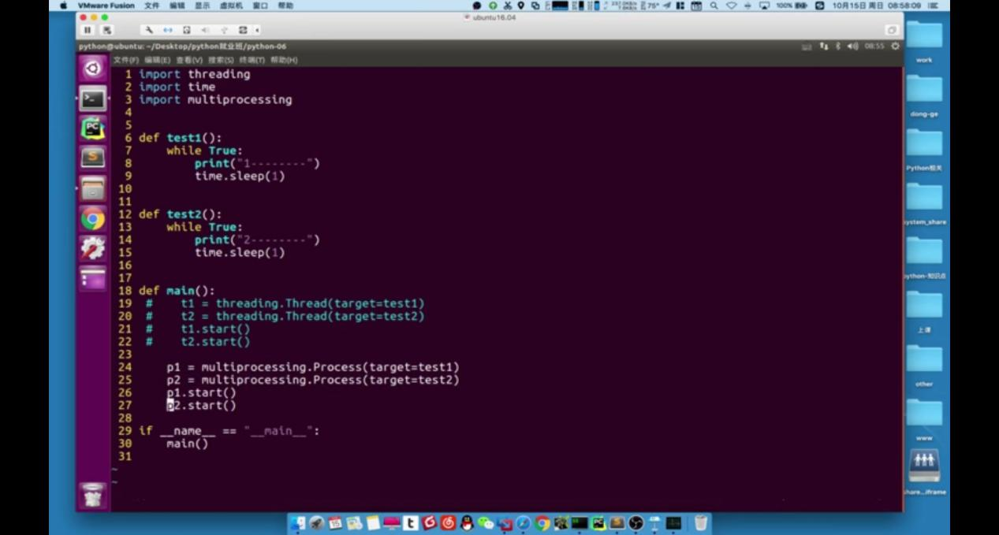 VMware Fusion 文件 编辑 显示 虚拟机 窗口 帮助
75° 100% 10月15日 周日 08:58:09
ubuntu16.04
python@ubuntu: ~/Desktop/python就业班/python-06
08:55
文件(F) 编辑(E) 查看(V) 搜索(S) 终端(T) 帮助(H)
1 import threading
2 import time
3 import multiprocessing
4
5
6 def test1():
7     while True:
8         print("1--------")
9         time.sleep(1)
10
11
12 def test2():
13     while True:
14         print("2--------")
15         time.sleep(1)
16
17
18 def main():
19 #    t1 = threading.Thread(target=test1)
20 #    t2 = threading.Thread(target=test2)
21 #    t1.start()
22 #    t2.start()
23
24     p1 = multiprocessing.Process(target=test1)
25     p2 = multiprocessing.Process(target=test2)
26     p1.start()
27     p2.start()
28
29 if __name__ == "__main__":
30     main()
31
~
~
work
dong-ge
Python相关
ystem_share
ython-知识点
上课
other
www
hare...iframe